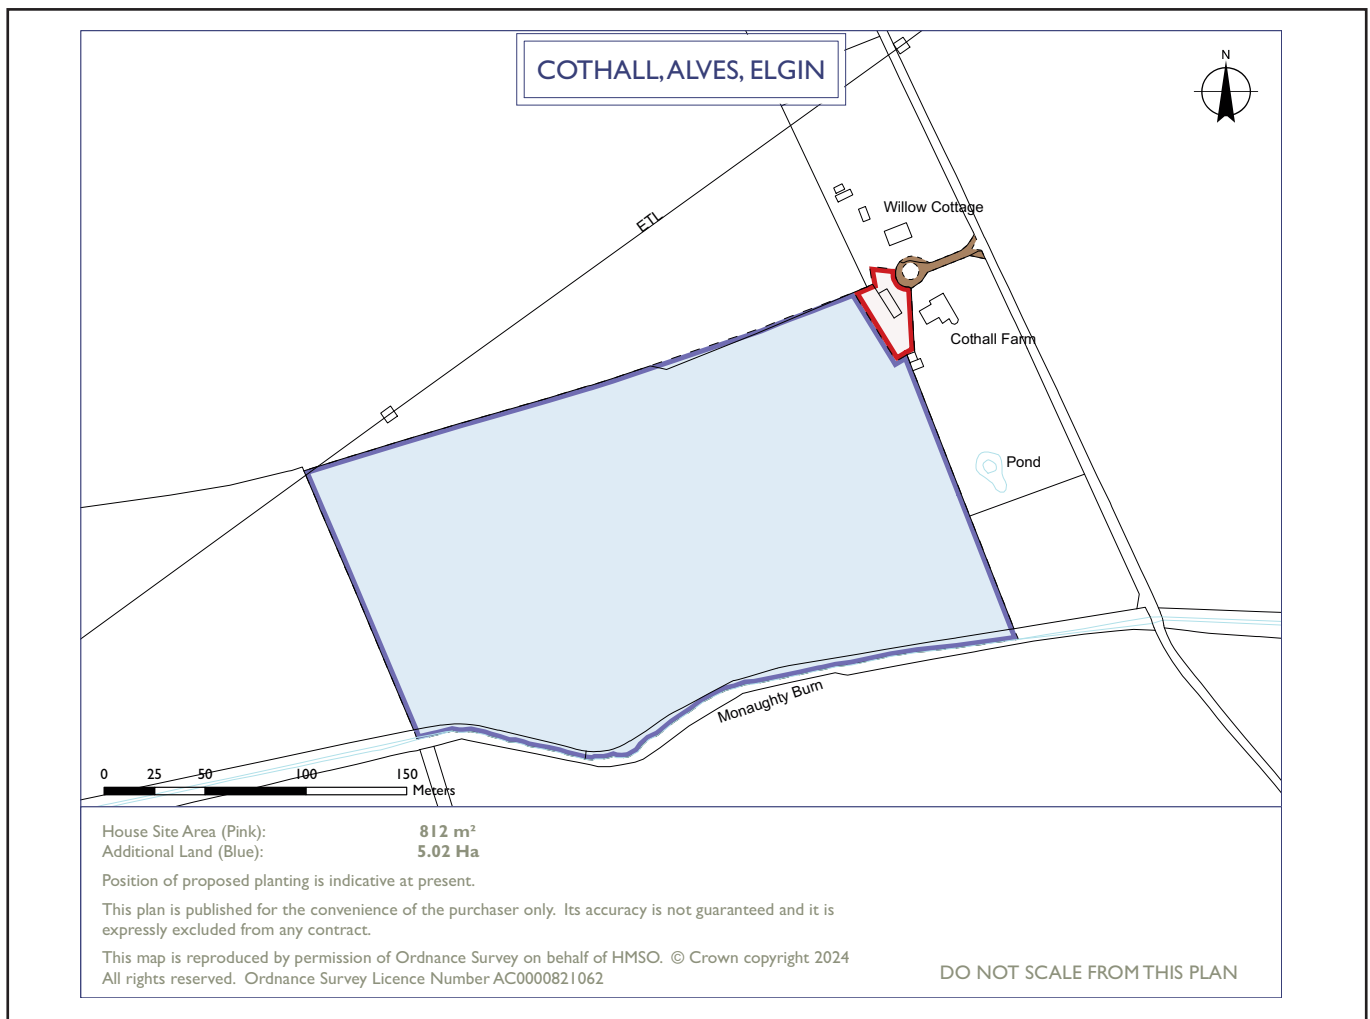 COTHALL, ALVES, ELGIN
N
ETL
Willow Cottage
Cothall Farm
Pond
Monaughty Burn
0 25 50 100 150
Meters
House Site Area (Pink): 812 m²
Additional Land (Blue): 5.02 Ha
Position of proposed planting is indicative at present.
This plan is published for the convenience of the purchaser only. Its accuracy is not guaranteed and it is
expressly excluded from any contract.
This map is reproduced by permission of Ordnance Survey on behalf of HMSO. © Crown copyright 2024
All rights reserved. Ordnance Survey Licence Number AC0000821062
DO NOT SCALE FROM THIS PLAN